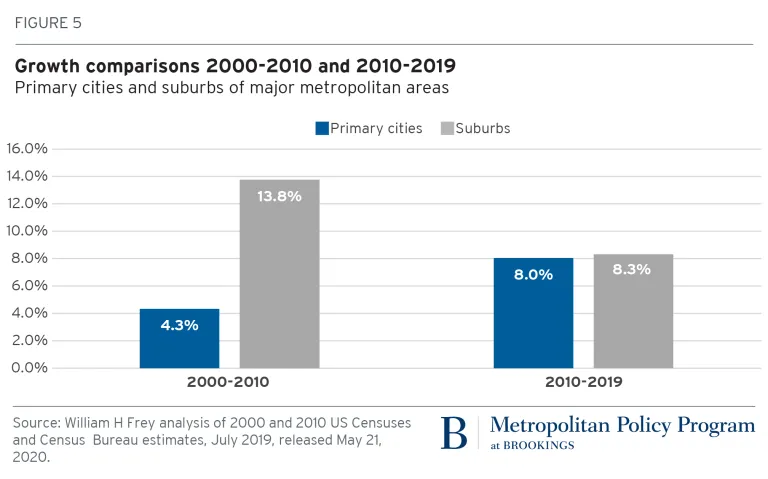 FIGURE 5
Growth comparisons 2000-2010 and 2010-2019
Primary cities and suburbs of major metropolitan areas
Primary cities Suburbs
16.0%
14.0%
12.0%
10.0%
8.0%
6.0%
4.0%
2.0%
0.0%
4.3%
13.8%
8.0%
8.3%
2000-2010
2010-2019
Source: William H Frey analysis of 2000 and 2010 US Censuses
and Census Bureau estimates, July 2019, released May 21,
2020.
B
Metropolitan Policy Program
at BROOKINGS